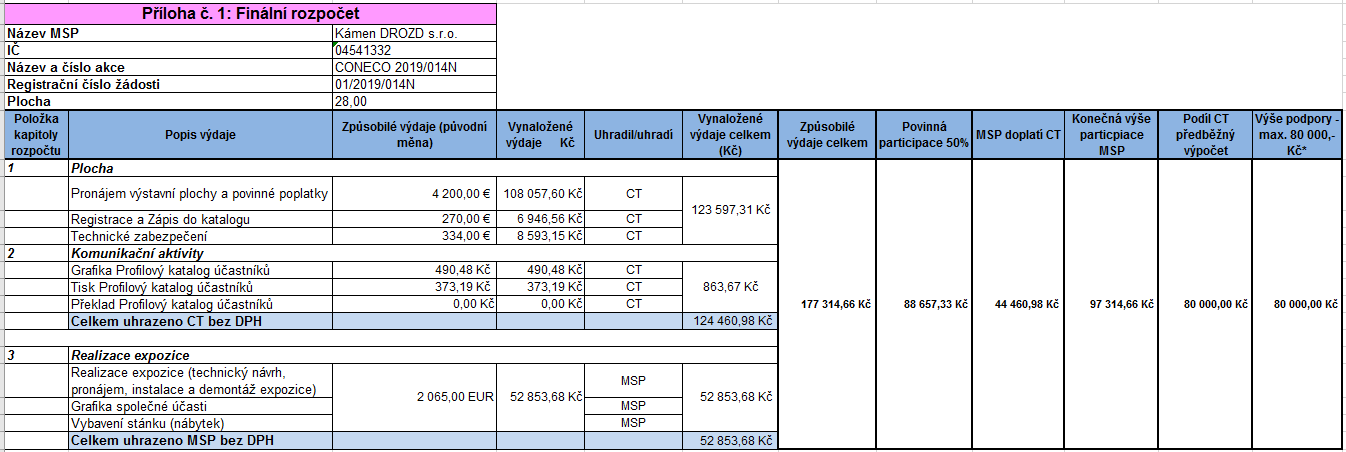 Příloha č. 1: Finální rozpočet
Název MSP Kámen DROZD s.r.o.
IČ 04541332
Název a číslo akce CONECO 2019/014N
Registrační číslo žádosti 01/2019/014N
Plocha 28,00
Položka kapitoly rozpočtu Popis výdaje Způsobilé výdaje (původní měna) Vynaložené výdaje Kč Uhradil/uhradí Vynaložené výdaje celkem (Kč) Způsobilé výdaje celkem Povinná participace 50% MSP doplatí CT Konečná výše particpiace MSP Podíl CT předběžný výpočet Výše podpory - max. 80 000,- Kč*
1 Plocha
Pronájem výstavní plochy a povinné poplatky 4 200,00 € 108 057,60 Kč CT 123 597,31 Kč
Registrace a Zápis do katalogu 270,00 € 6 946,56 Kč CT
Technické zabezpečení 334,00 € 8 593,15 Kč CT
2 Komunikační aktivity
Grafika Profilový katalog účastníků 490,48 Kč 490,48 Kč CT
Tisk Profilový katalog účastníků 373,19 Kč 373,19 Kč CT 863,67 Kč
Překlad Profilový katalog účastníků 0,00 Kč 0,00 Kč CT
177 314,66 Kč 88 657,33 Kč 44 460,98 Kč 97 314,66 Kč 80 000,00 Kč 80 000,00 Kč
Celkem uhrazeno CT bez DPH 124 460,98 Kč
3 Realizace expozice
Realizace expozice (technický návrh,
pronájem, instalace a demontáž expozice) MSP
2 065,00 EUR 52 853,68 Kč 52 853,68 Kč
Grafika společné účasti MSP
Vybavení stánku (nábytek) MSP
Celkem uhrazeno MSP bez DPH 52 853,68 Kč